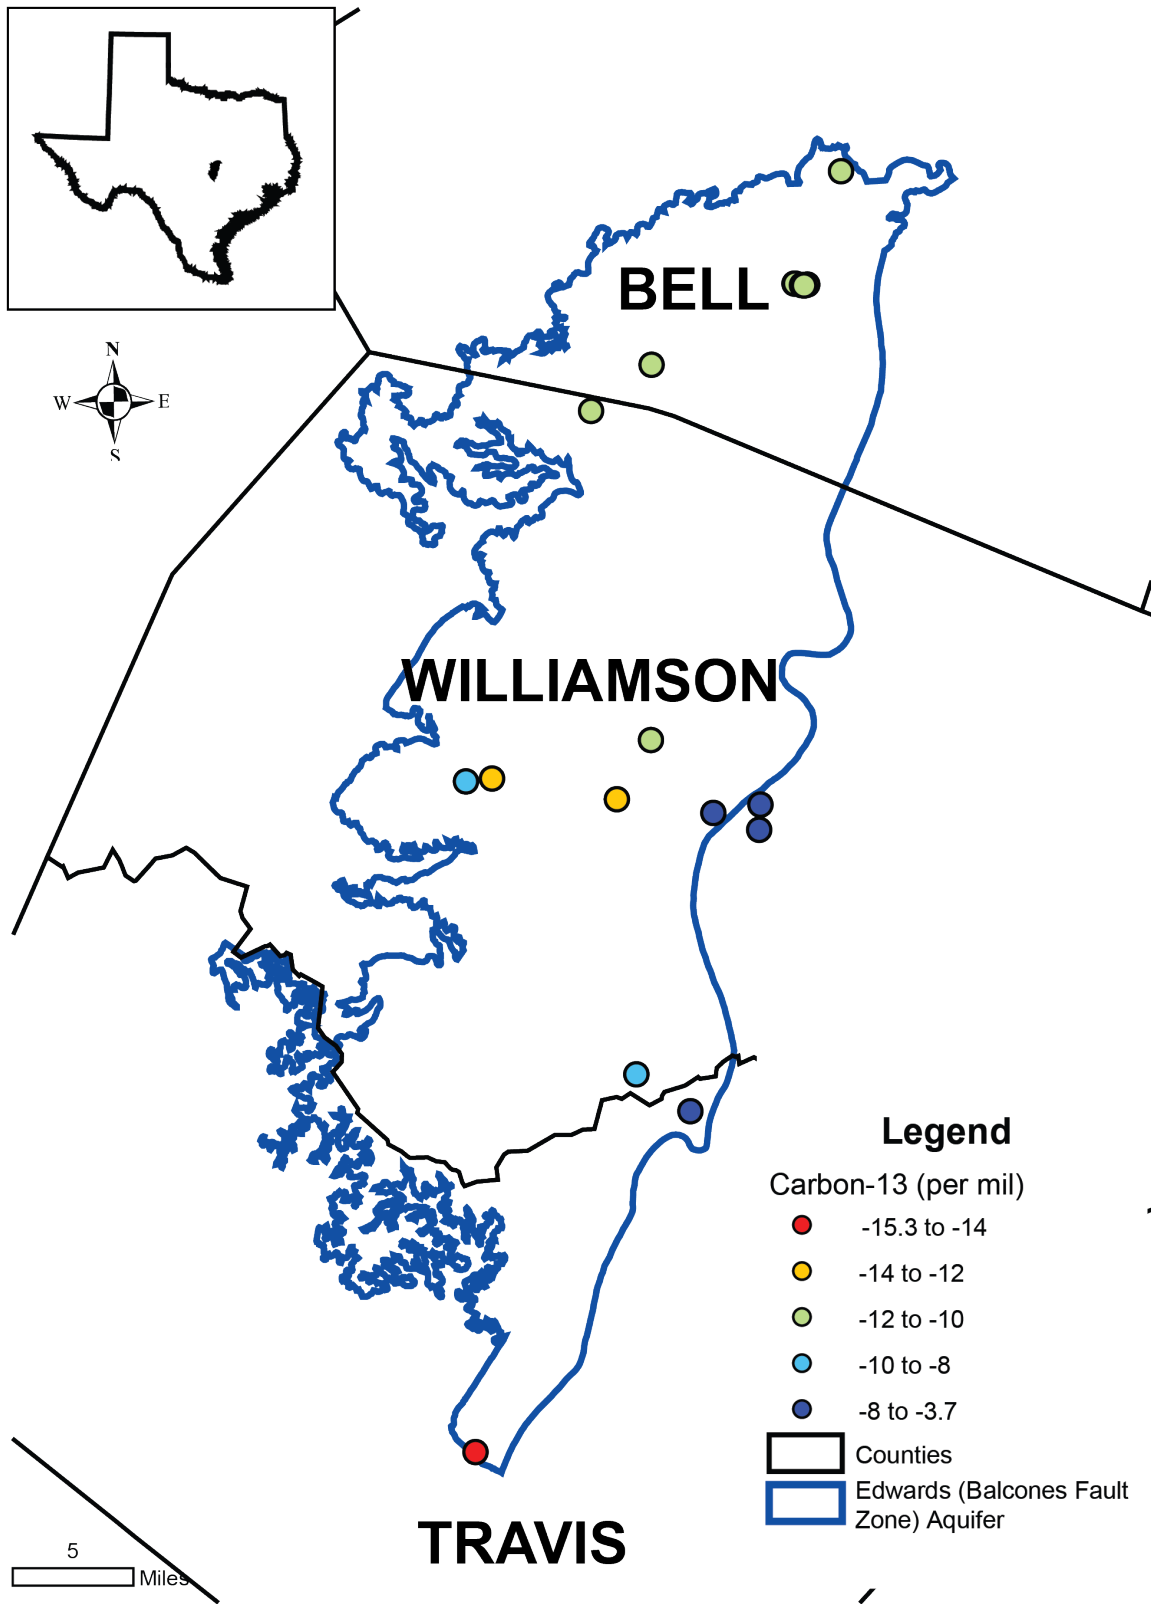 N
W E
S
BELL
WILLIAMSON
TRAVIS
Legend
Carbon-13 (per mil)
-15.3 to -14
-14 to -12
-12 to -10
-10 to -8
-8 to -3.7
Counties
Edwards (Balcones Fault
Zone) Aquifer
5
Miles